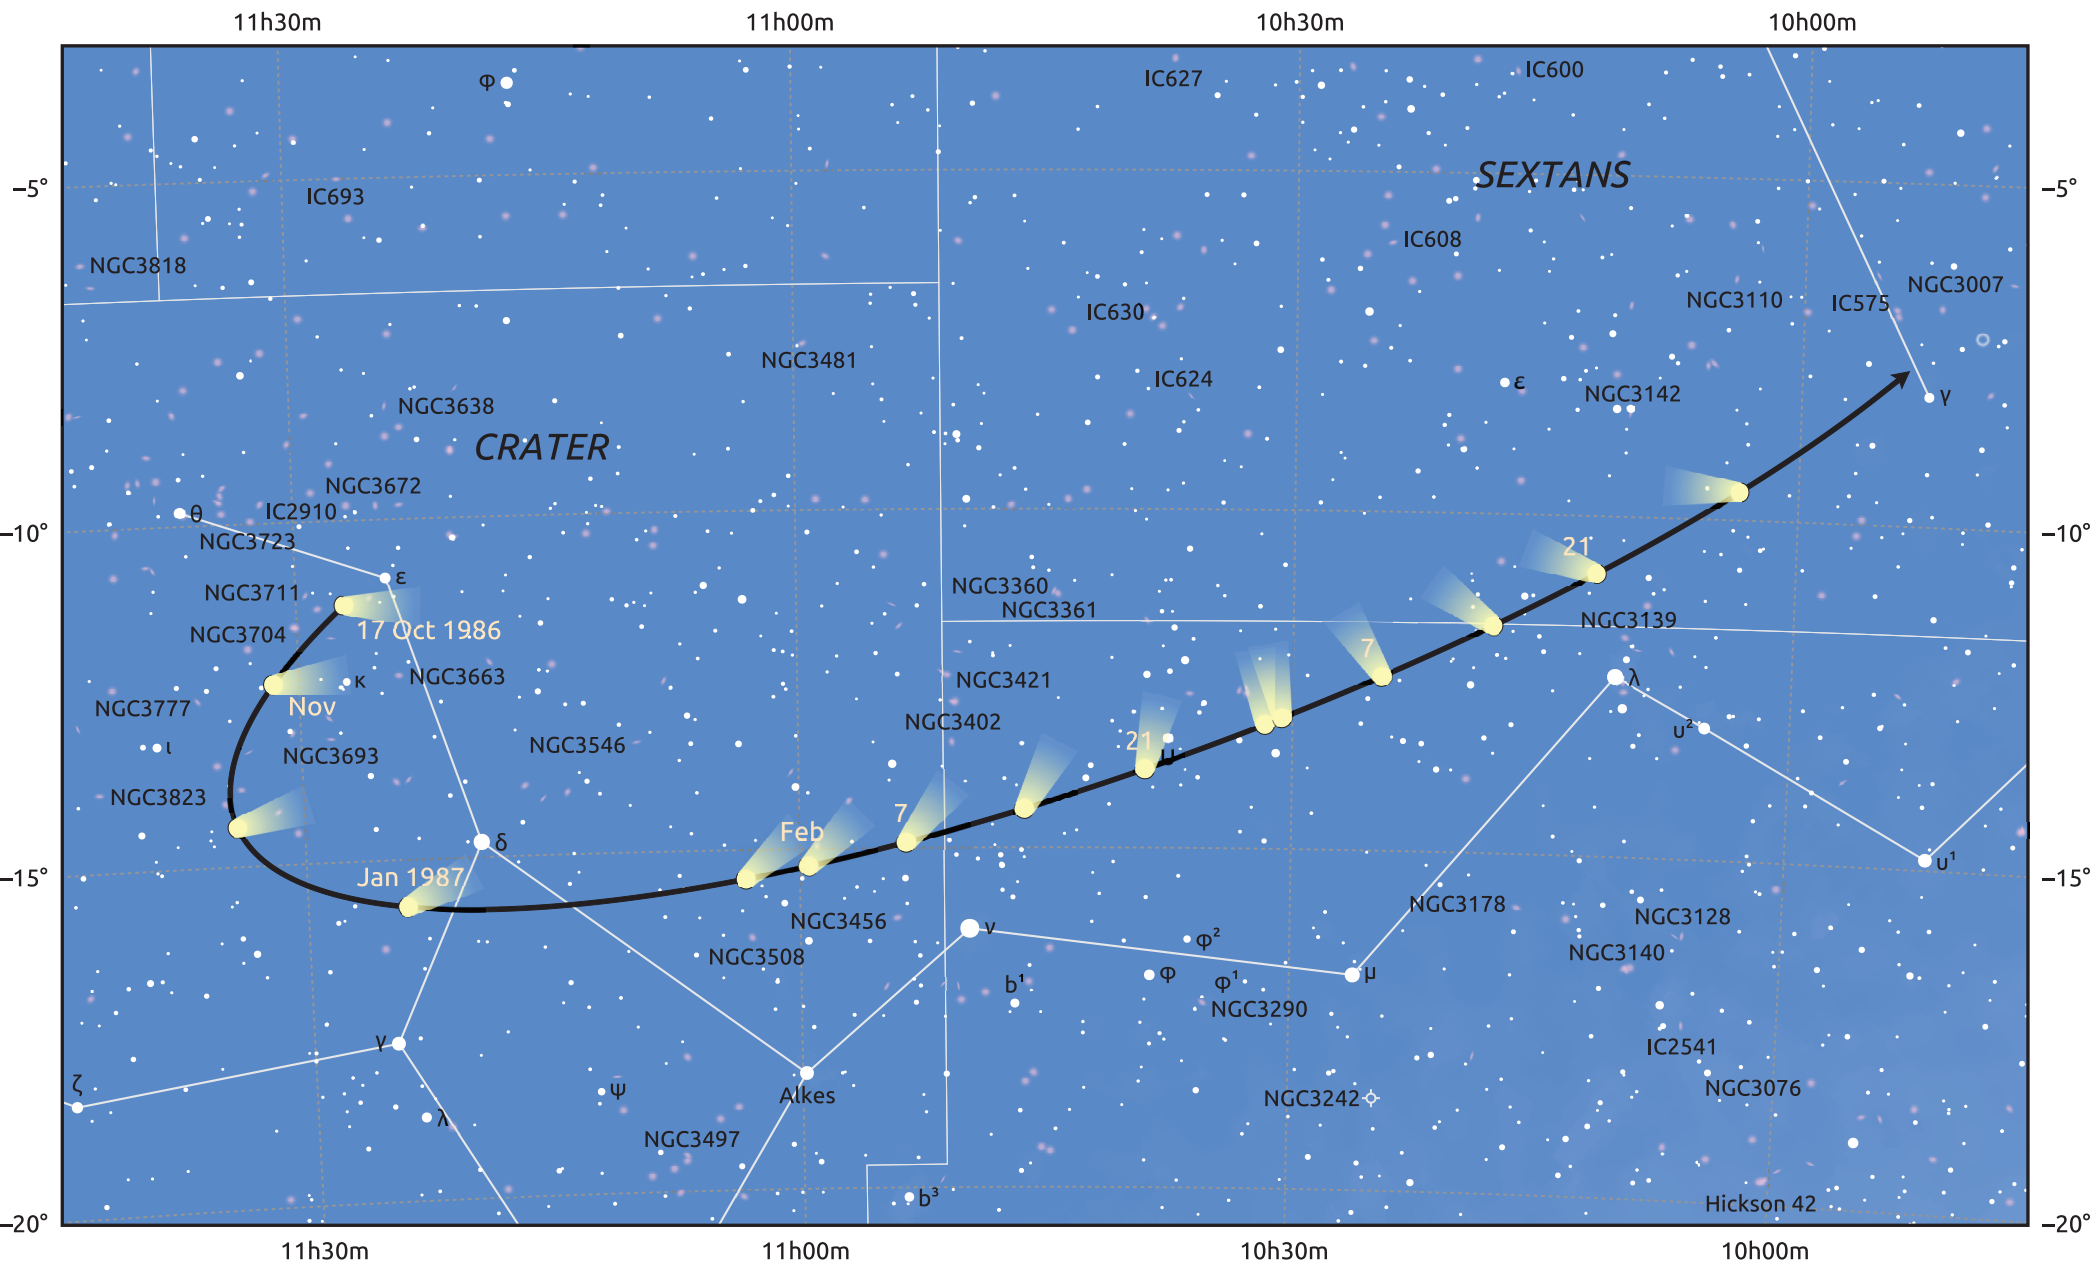 11h30m 11h00m 10h30m 10h00m
φ IC627 IC600
−5° IC693 SEXTANS −5°
IC608
NGC3818 NGC3007
NGC3110 IC575
IC630
NGC3481
IC624 ε
NGC3142 γ
NGC3638
CRATER
NGC3672
θ IC2910
−10° NGC3723 −10°
21
ε NGC3360
NGC3711 NGC3361
17 Oct 1986 NGC3139
NGC3704 7
κ NGC3663 NGC3421 λ
Nov
NGC3777 NGC3402
υ²
ι NGC3693 NGC3546 21 μ
NGC3823
7
Feb
δ υ¹
−15° Jan 1987 −15°
NGC3178
NGC3456 ν NGC3128
φ²
NGC3508 NGC3140
b¹ φ φ¹ μ
NGC3290
γ IC2541
ζ ψ NGC3076
Alkes NGC3242
λ
NGC3497
b³ Hickson 42
−20° −20°
11h30m 11h00m 10h30m 10h00m